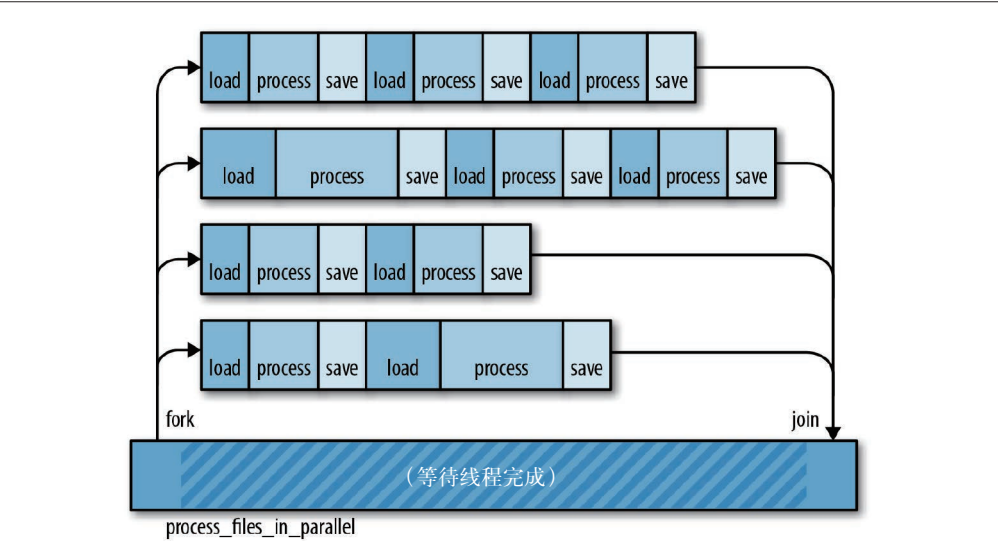 load process save load process save load process save
load process save load process save load process save
load process save load process save
load process save load process save
fork join
（等待线程完成）
process_files_in_parallel